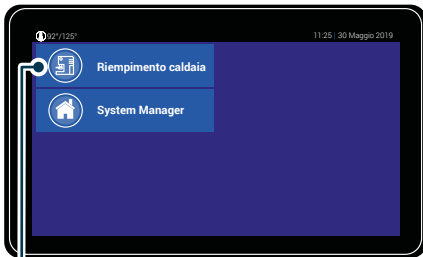 92°/125°
11:25 | 30 Maggio 2019
Riempimento caldaia
System Manager